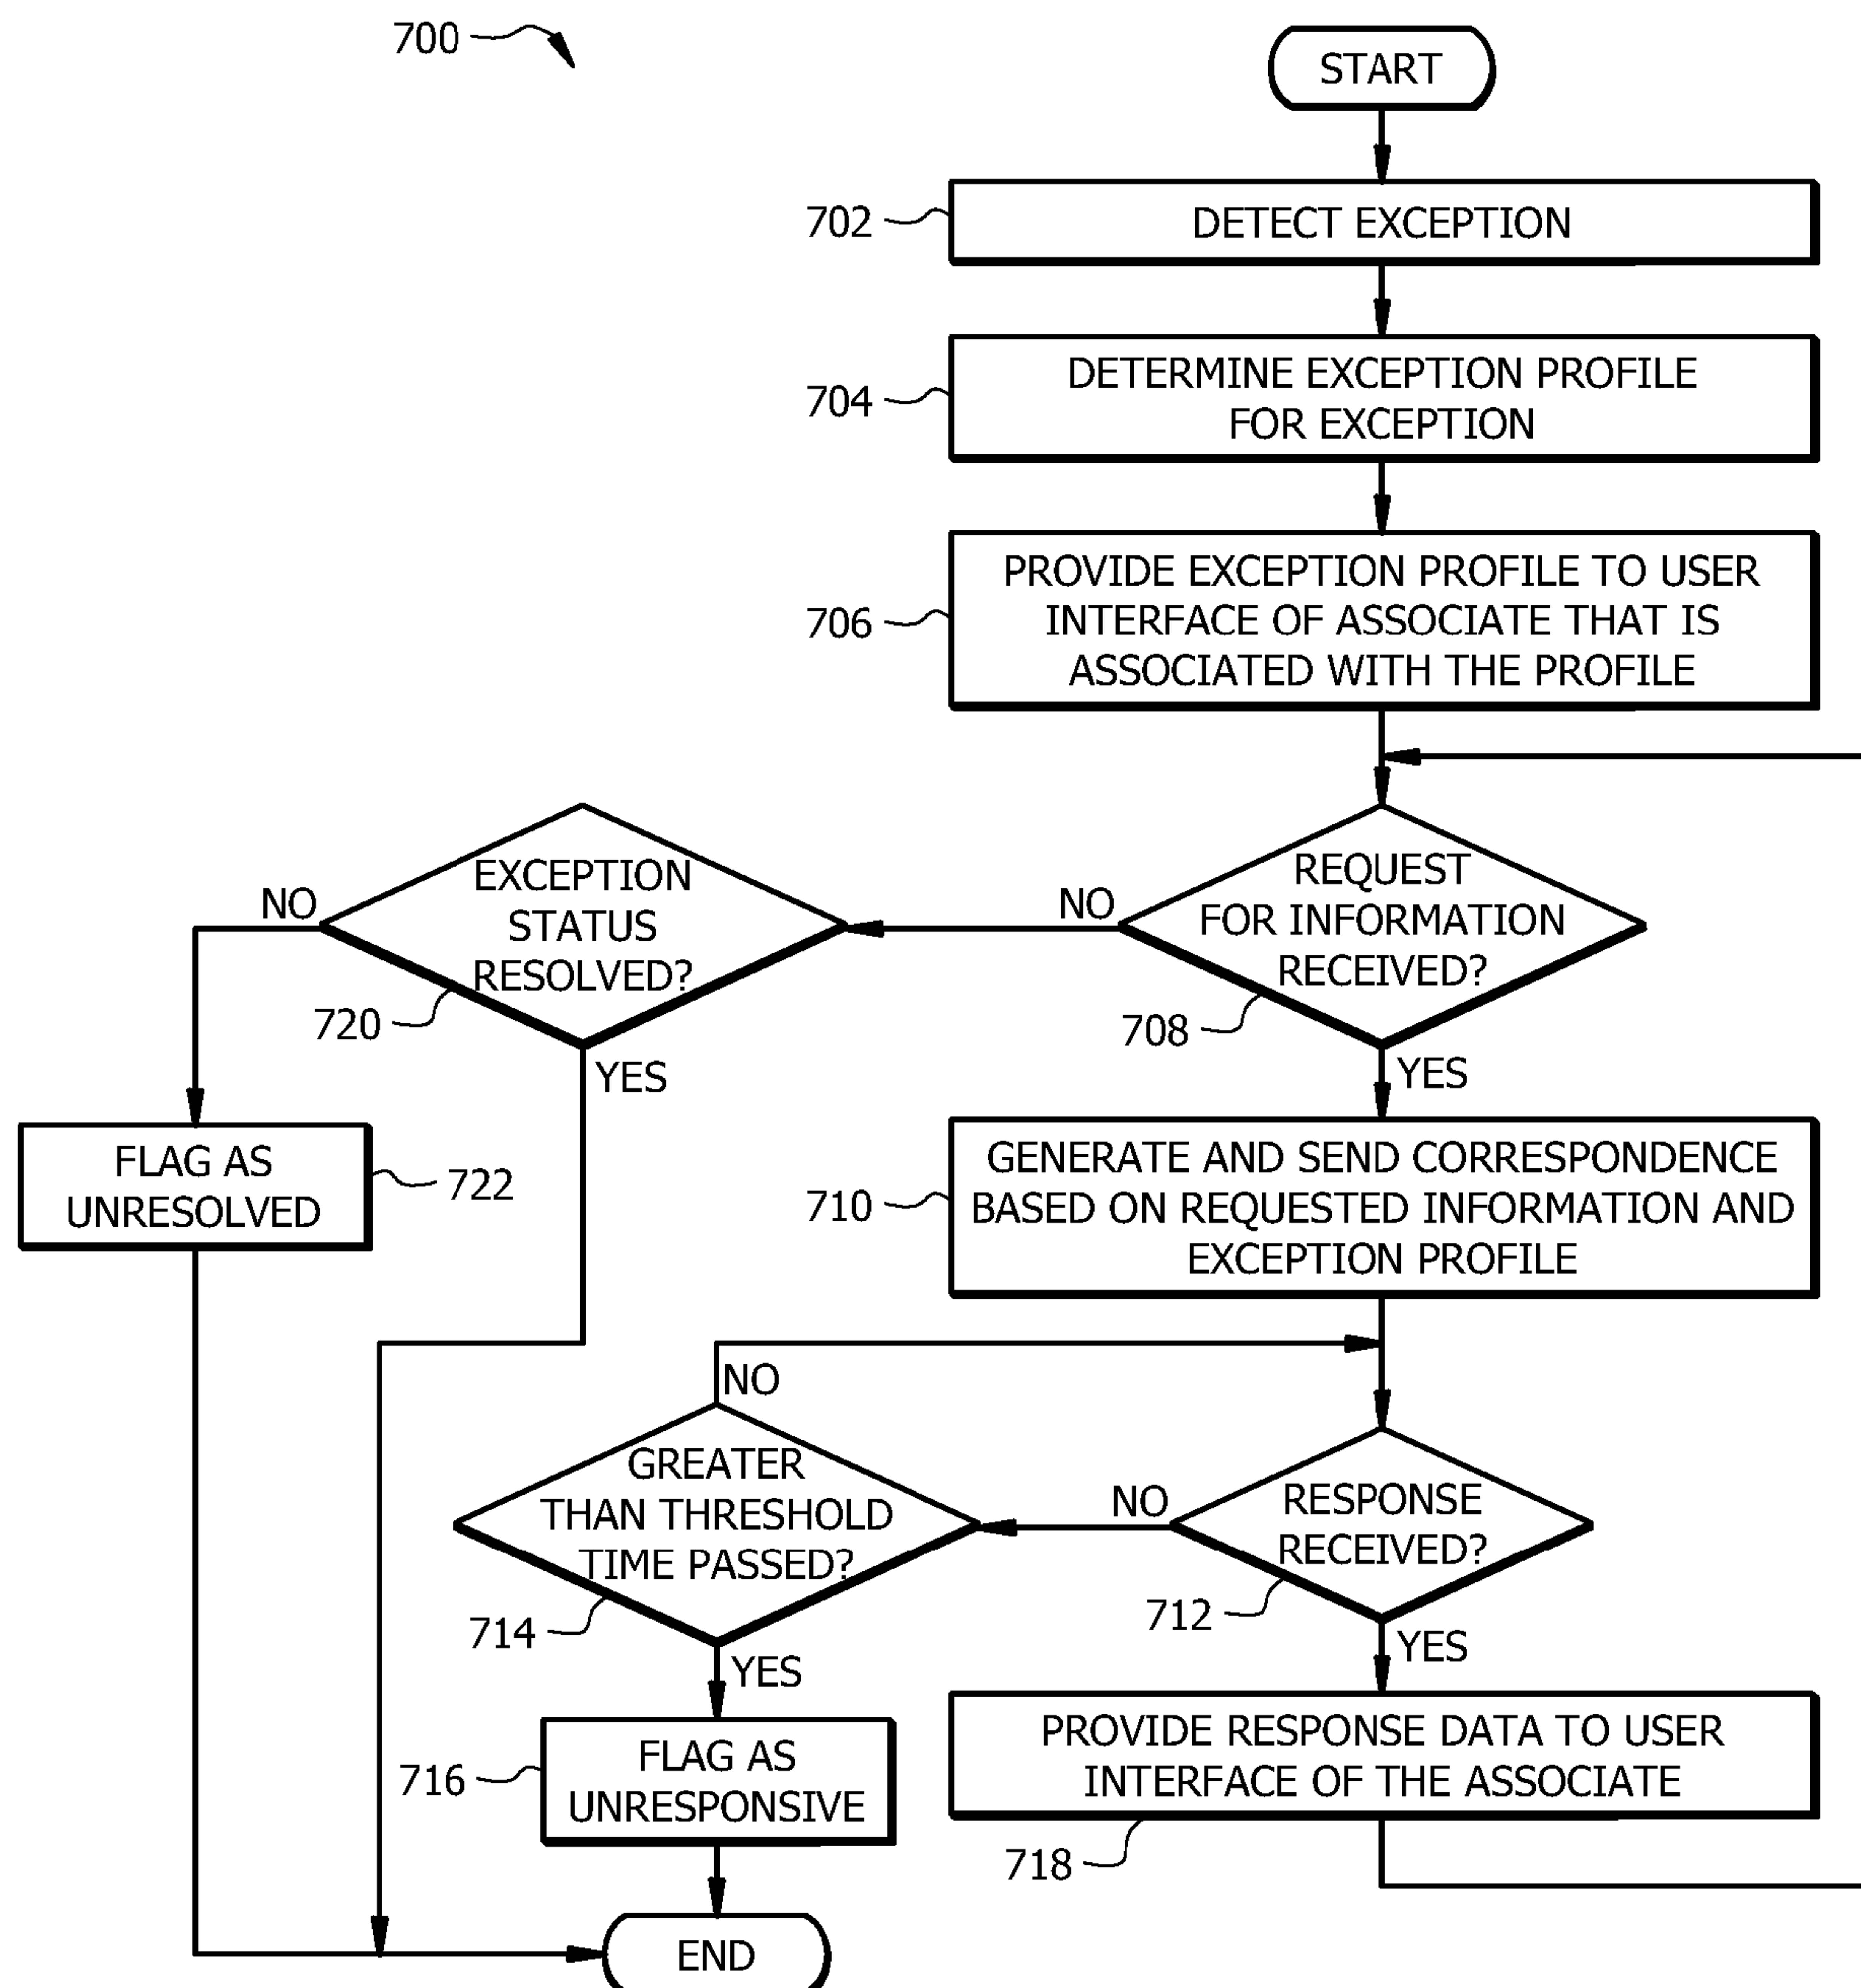 700
START
702
DETECT EXCEPTION
704
DETERMINE EXCEPTION PROFILE
FOR EXCEPTION
706
PROVIDE EXCEPTION PROFILE TO USER
INTERFACE OF ASSOCIATE THAT IS
ASSOCIATED WITH THE PROFILE
REQUEST
FOR INFORMATION
RECEIVED?
708
NO
YES
EXCEPTION
STATUS
RESOLVED?
720
NO
YES
FLAG AS
UNRESOLVED
722
710
GENERATE AND SEND CORRESPONDENCE
BASED ON REQUESTED INFORMATION AND
EXCEPTION PROFILE
RESPONSE
RECEIVED?
712
NO
YES
GREATER
THAN THRESHOLD
TIME PASSED?
714
NO
YES
716
FLAG AS
UNRESPONSIVE
PROVIDE RESPONSE DATA TO USER
INTERFACE OF THE ASSOCIATE
718
END